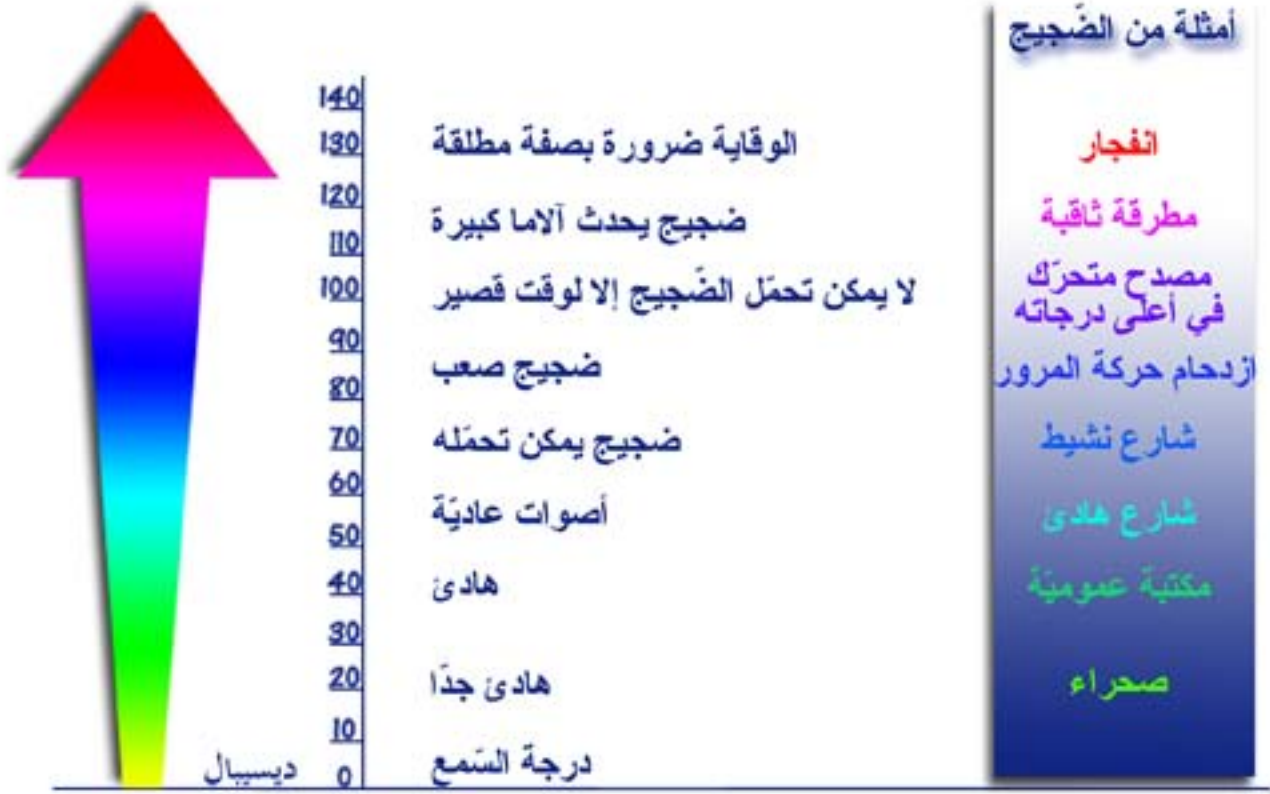 أمثلة من الضّجيج
140
130
الوقاية ضرورة بصفة مطلقة
انفجار
120
ضجيج يحدث آلاما كبيرة
مطرقة ثاقبة
110
100
لا يمكن تحمّل الضّجيج إلا لوقت قصير
مصدح متحرّك
في أعلى درجاته
90
ضجيج صعب
ازدحام حركة المرور
80
70
ضجيج يمكن تحمّله
شارع نشيط
60
أصوات عاديّة
شارع هادئ
50
40
هادئ
مكتبة عموميّة
30
20
هادئ جدّا
صحراء
10
درجة السّمع
0
ديسيبال